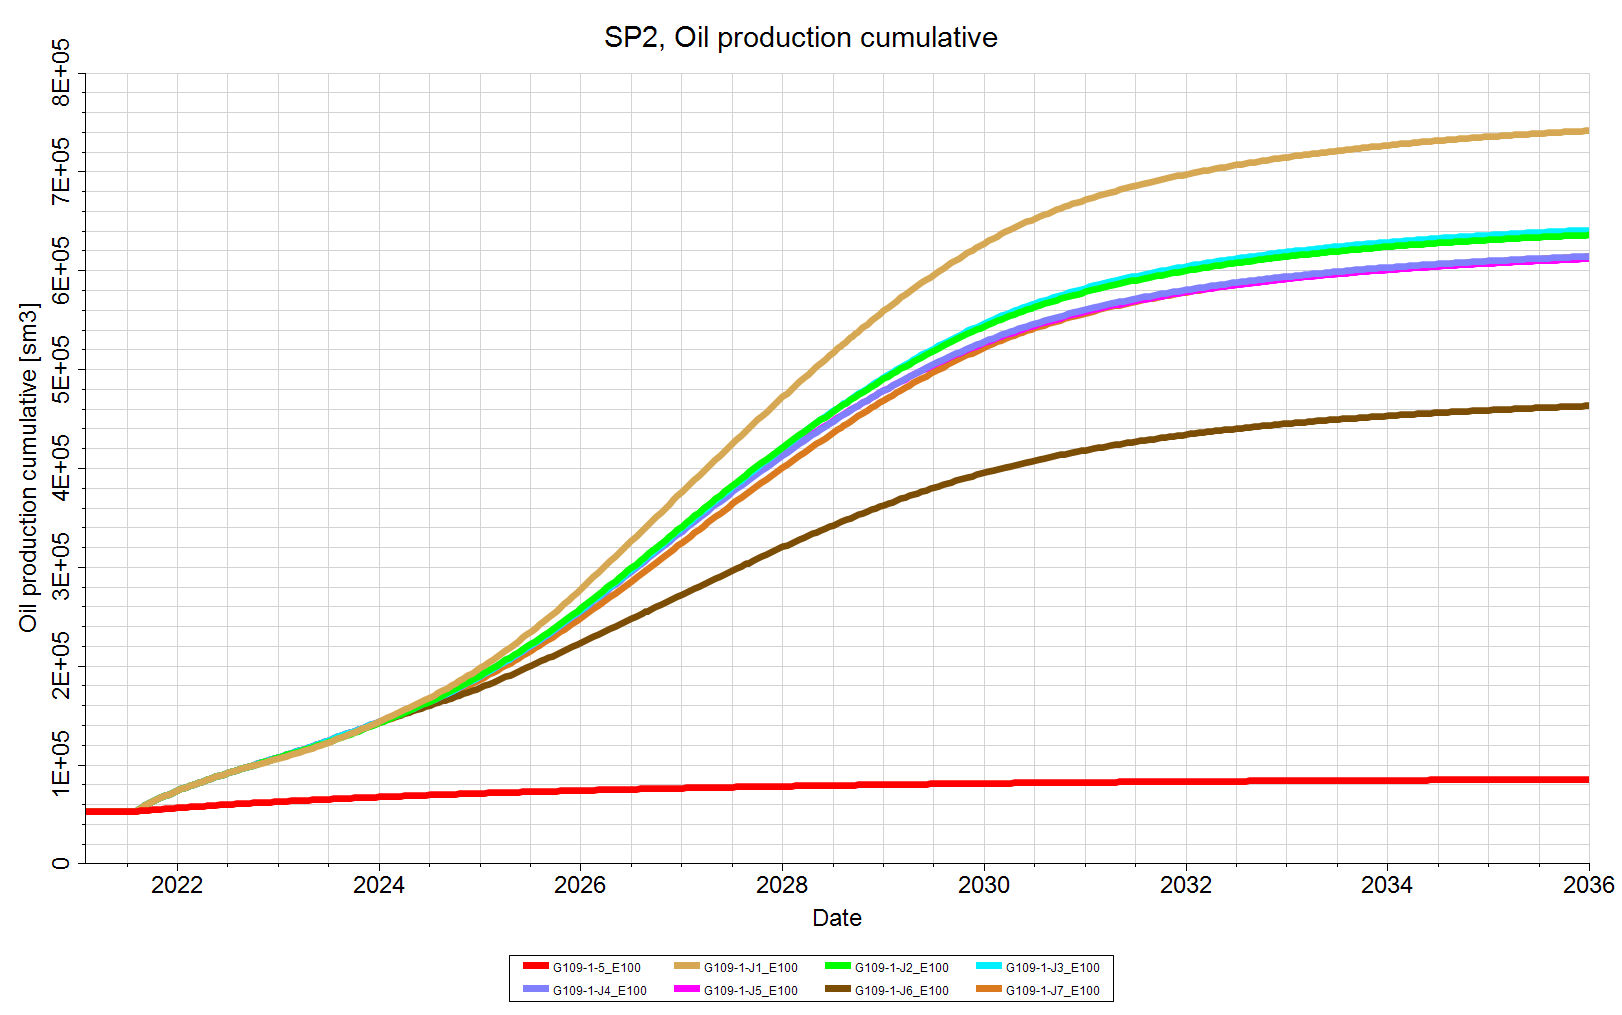 SP2, Oil production cumulative
8E+05
7E+05
6E+05
5E+05
4E+05
3E+05
2E+05
1E+05
0
Oil production cumulative [sm3]
2022 2024 2026 2028 2030 2032 2034 2036
Date
G109-1-5_E100 G109-1-J1_E100 G109-1-J2_E100 G109-1-J3_E100
G109-1-J4_E100 G109-1-J5_E100 G109-1-J6_E100 G109-1-J7_E100